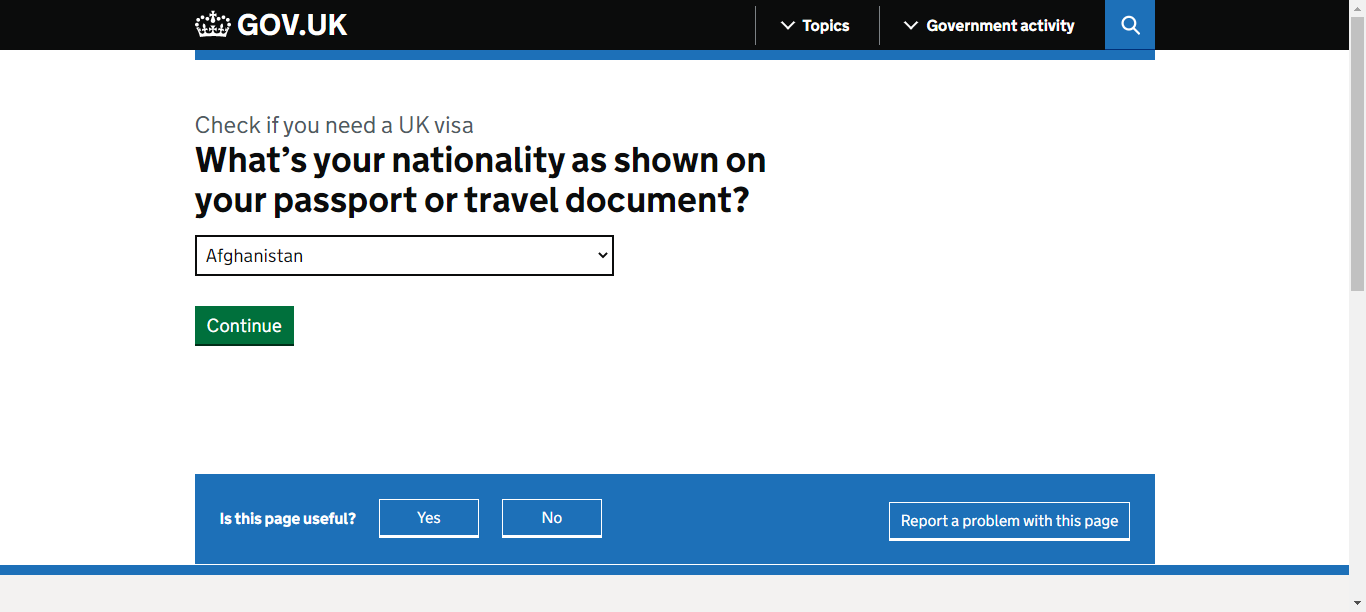 GOV.UK
Topics
Government activity
Check if you need a UK visa
What’s your nationality as shown on
your passport or travel document?
Afghanistan
Continue
Is this page useful?
Yes
No
Report a problem with this page